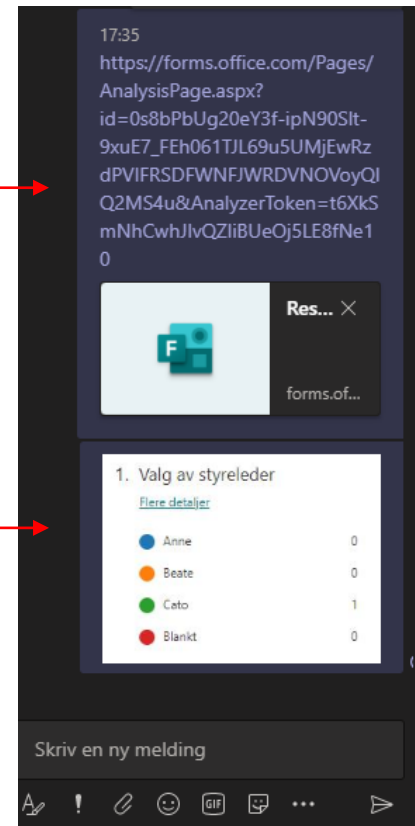 17:35
https://forms.office.com/Pages/
AnalysisPage.aspx?
id=0s8bPbUg20eY3f-ipN90Slt-
9xuE7_FEh061TJL69u5UMjEwRz
dPVIFRSDFWNFJWRDVNOVoyQl
Q2MS4u&AnalyzerToken=t6XkS
mNhCwhJlvQZliBUeOj5LE8fNe1
0
Res...
forms.of...
1. Valg av styreleder
Flere detaljer
Anne 0
Beate 0
Cato 1
Blankt 0
Skriv en ny melding
GIF